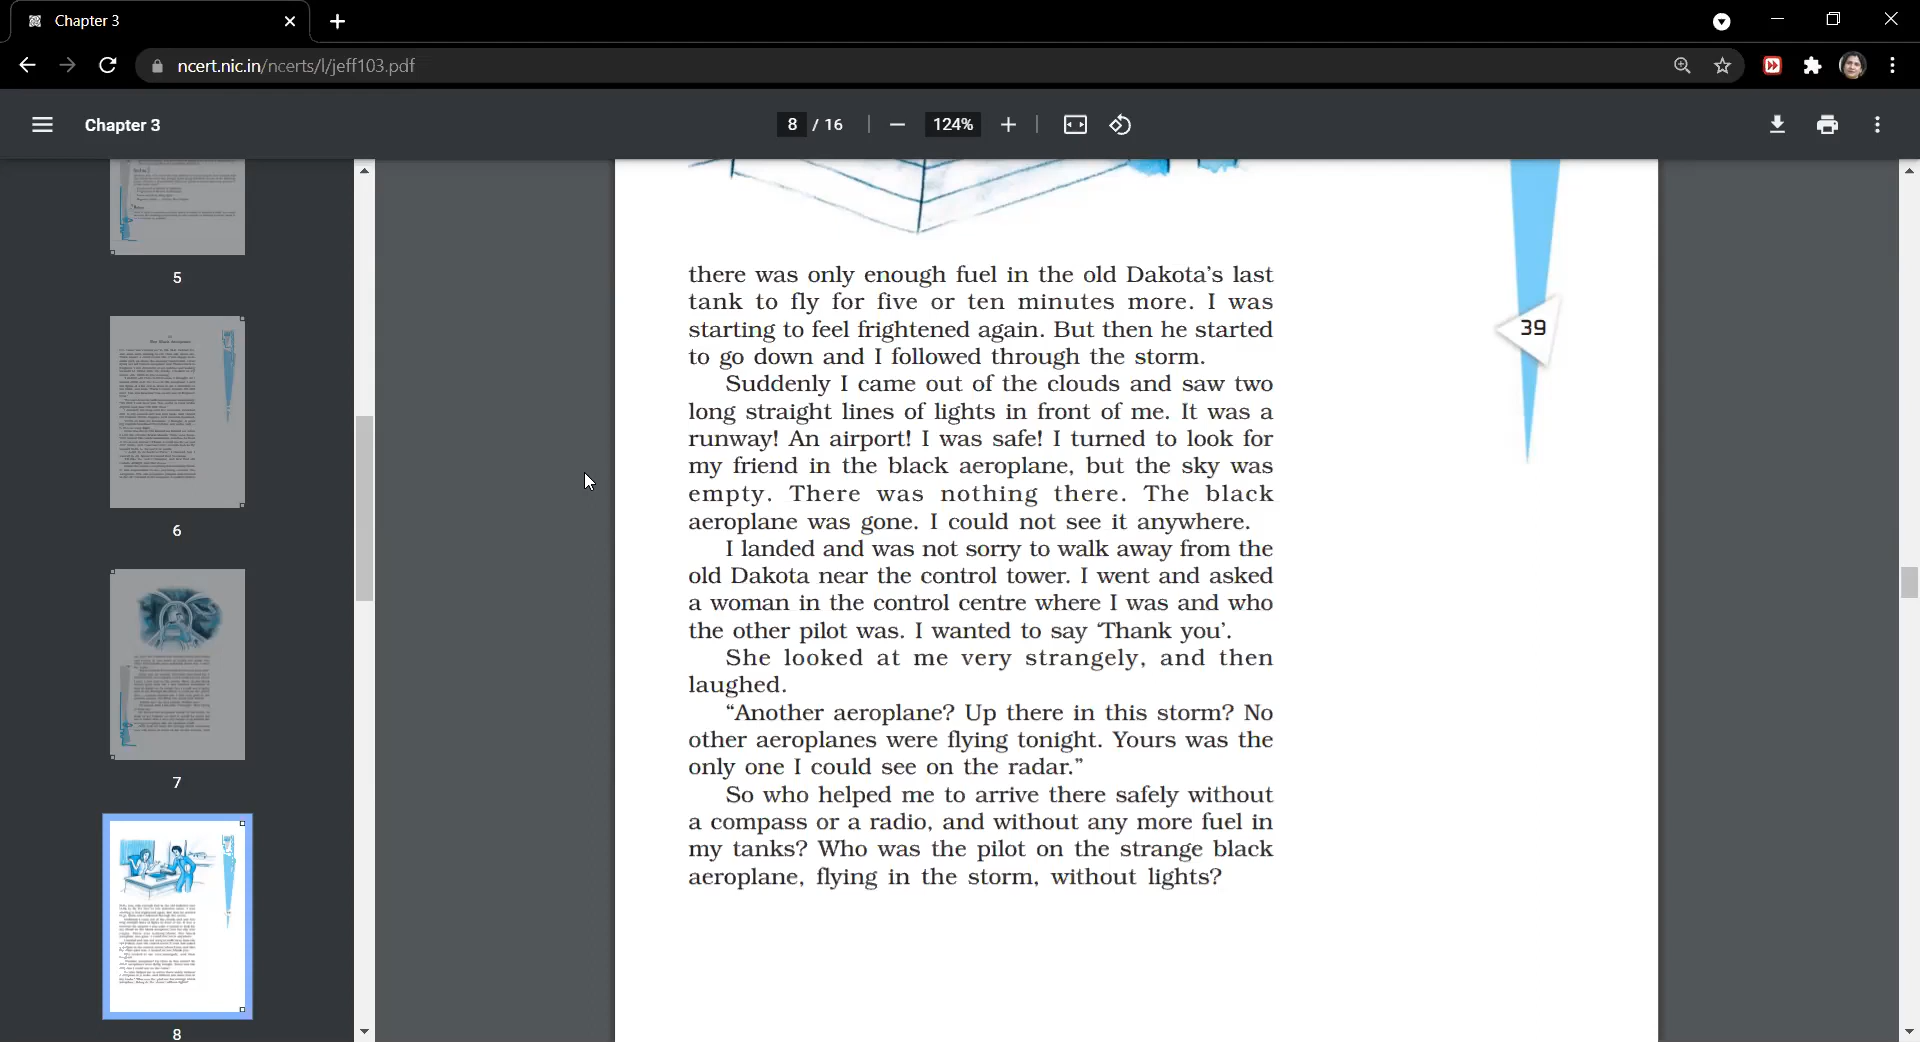 Chapter 3
ncert.nic.in/ncerts/l/jeff103.pdf
Chapter 3
8 / 16
124%
5
6
7
8
there was only enough fuel in the old Dakota's last
tank to fly for five or ten minutes more. I was
starting to feel frightened again. But then he started
to go down and I followed through the storm.
Suddenly I came out of the clouds and saw two
long straight lines of lights in front of me. It was a
runway! An airport! I was safe! I turned to look for
my friend in the black aeroplane, but the sky was
empty. There was nothing there. The black
aeroplane was gone. I could not see it anywhere.
I landed and was not sorry to walk away from the
old Dakota near the control tower. I went and asked
a woman in the control centre where I was and who
the other pilot was. I wanted to say ‘Thank you’.
She looked at me very strangely, and then
laughed.
“Another aeroplane? Up there in this storm? No
other aeroplanes were flying tonight. Yours was the
only one I could see on the radar.”
So who helped me to arrive there safely without
a compass or a radio, and without any more fuel in
my tanks? Who was the pilot on the strange black
aeroplane, flying in the storm, without lights?
39